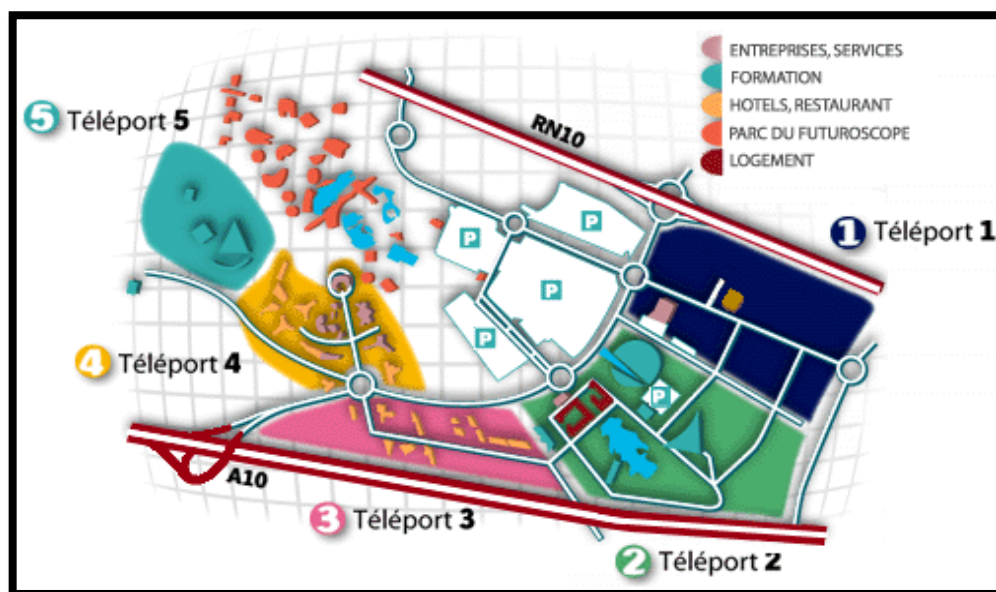 ENTREPRISES, SERVICES
FORMATION
HOTELS, RESTAURANT
PARC DU FUTUROSCOPE
LOGEMENT
RN10
5 Téléport 5
1 Téléport 1
P
P
P
P
4 Téléport 4
P
A10
3 Téléport 3
2 Téléport 2